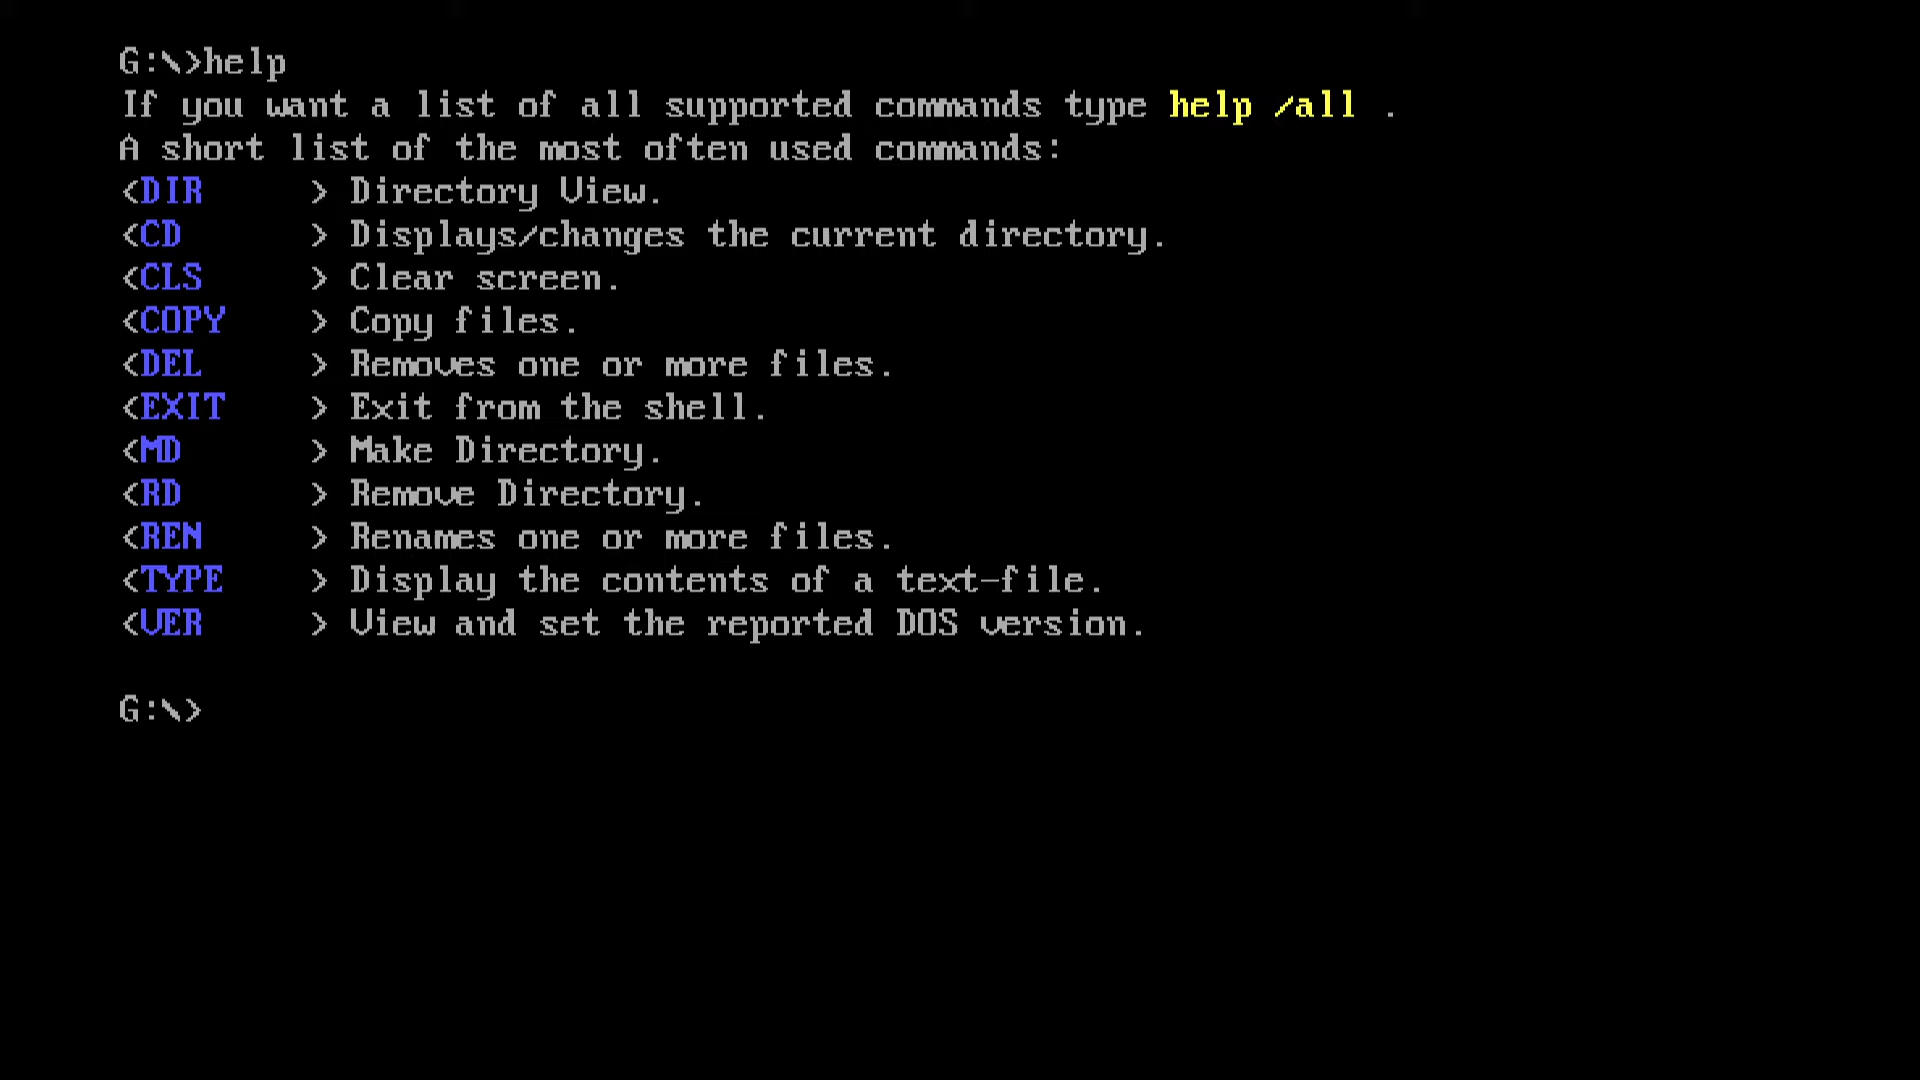 G:\>help
If you want a list of all supported commands type help /all .
A short list of the most often used commands:
<DIR     > Directory View.
<CD      > Displays/changes the current directory.
<CLS     > Clear screen.
<COPY    > Copy files.
<DEL     > Removes one or more files.
<EXIT    > Exit from the shell.
<MD      > Make Directory.
<RD      > Remove Directory.
<REN     > Renames one or more files.
<TYPE    > Display the contents of a text-file.
<VER     > View and set the reported DOS version.
G:\>